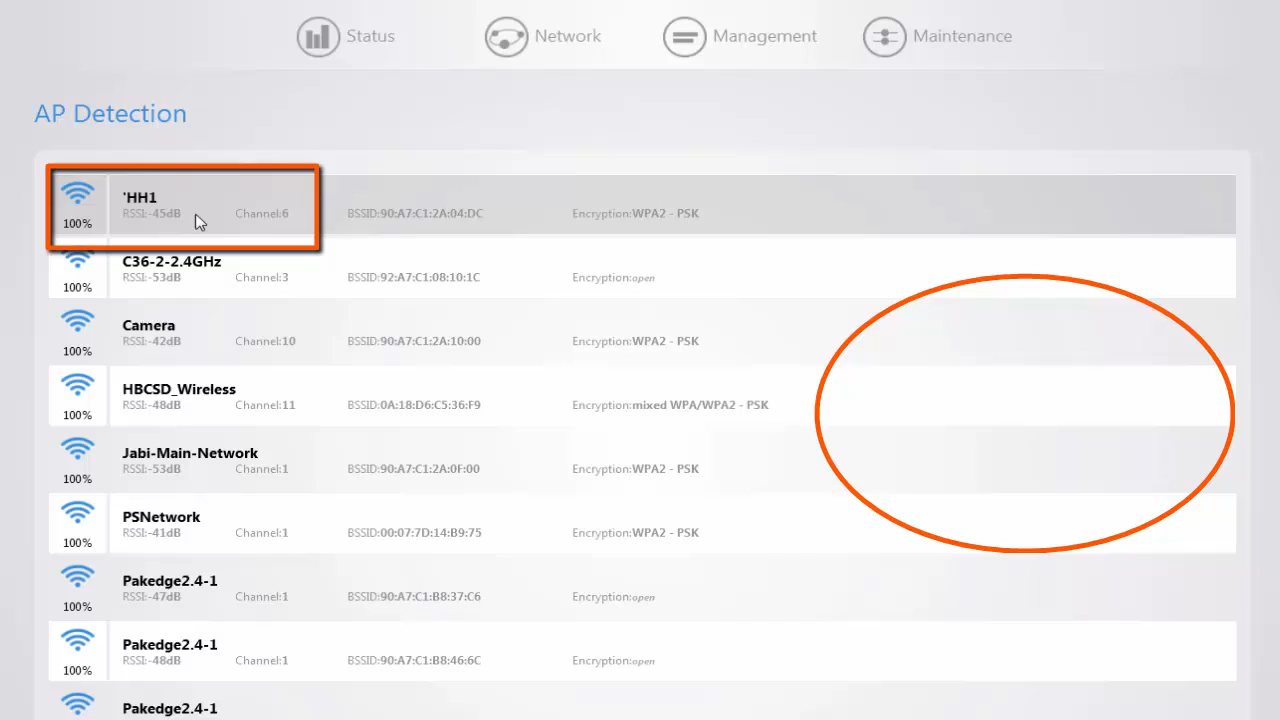 Status Network Management Maintenance
AP Detection
'HH1
RSSI:-45dB Channel:6 BSSID:90:A7:C1:2A:04:DC Encryption:WPA2 - PSK
100%
C36-2-2.4GHz
RSSI:-53dB Channel:3 BSSID:92:A7:C1:08:10:1C Encryption:open
100%
Camera
RSSI:-42dB Channel:10 BSSID:90:A7:C1:2A:10:00 Encryption:WPA2 - PSK
100%
HBCSD_Wireless
RSSI:-48dB Channel:11 BSSID:0A:18:D6:C5:36:F9 Encryption:mixed WPA/WPA2 - PSK
100%
Jabi-Main-Network
RSSI:-53dB Channel:1 BSSID:90:A7:C1:2A:0F:00 Encryption:WPA2 - PSK
100%
PSNetwork
RSSI:-41dB Channel:1 BSSID:00:07:7D:14:B9:75 Encryption:WPA2 - PSK
100%
Pakedge2.4-1
RSSI:-47dB Channel:1 BSSID:90:A7:C1:B8:37:C6 Encryption:open
100%
Pakedge2.4-1
RSSI:-48dB Channel:1 BSSID:90:A7:C1:B8:46:6C Encryption:open
100%
Pakedge2.4-1